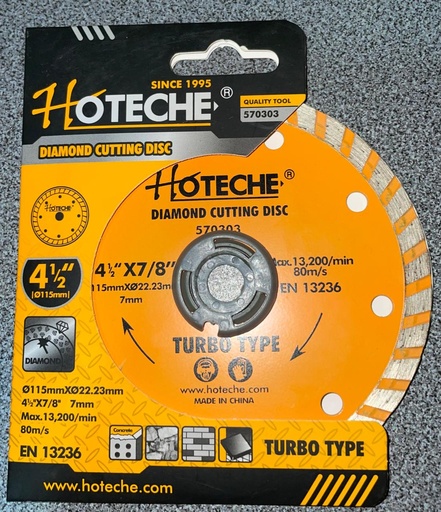 SINCE 1995
HOTECHE®
QUALITY TOOL
570303
DIAMOND CUTTING DISC
HOTECHE
4½"
[Ø115mm]
DIAMOND
Ø115mmXØ22.23mm
4½"X7/8" 7mm
Max.13,200/min
80m/s
EN 13236
Concrete
TURBO TYPE
www.hoteche.com
HOTECHE®
DIAMOND CUTTING DISC
570303
4½"X7/8"
115mmXØ22.23m
7mm
Max.13,200/min
80m/s
EN 13236
TURBO TYPE
www.hoteche.com
MADE IN CHINA